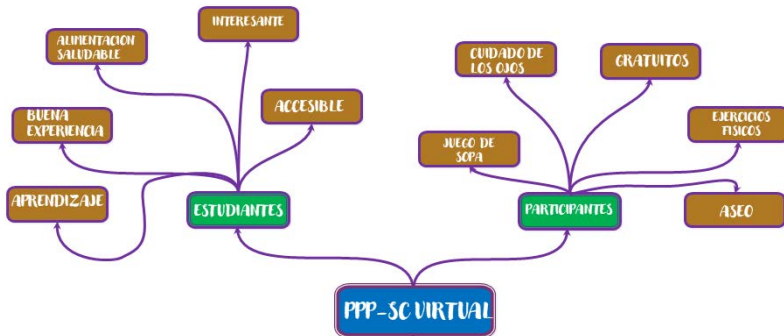 INTERESANTE
ALIMENTACION
SALUDABLE
CUIDADO DE
LOS OJOS
GRATUITOS
ACCESIBLE
BUENA
EXPERIENCIA
EJERCICIOS
FISICOS
JUEGO DE
SOPA
APRENDIZAJE
ESTUDIANTES
PARTICIPANTES
ASEO
PPP-SC VIRTUAL